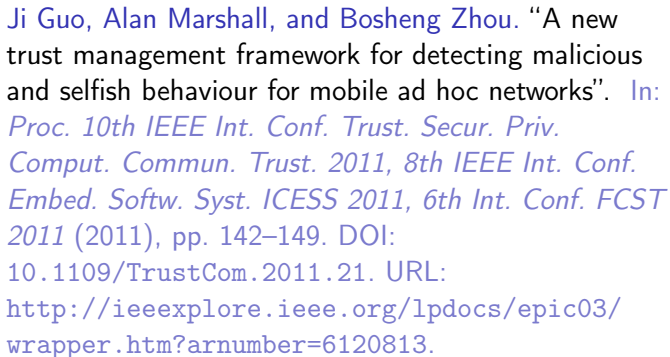 Ji Guo, Alan Marshall, and Bosheng Zhou. “A new
trust management framework for detecting malicious
and selfish behaviour for mobile ad hoc networks”. In:
Proc. 10th IEEE Int. Conf. Trust. Secur. Priv.
Comput. Commun. Trust. 2011, 8th IEEE Int. Conf.
Embed. Softw. Syst. ICESS 2011, 6th Int. Conf. FCST
2011 (2011), pp. 142–149. DOI:
10.1109/TrustCom.2011.21. URL:
http://ieeexplore.ieee.org/lpdocs/epic03/
wrapper.htm?arnumber=6120813.